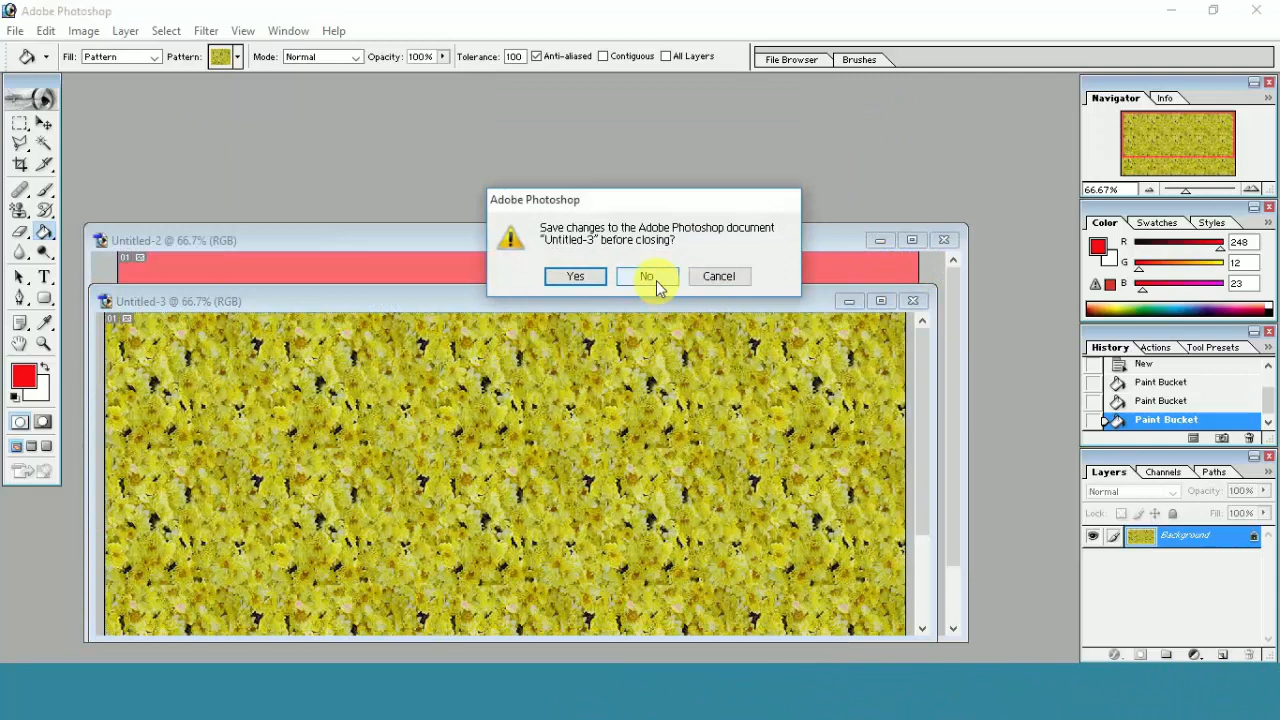 Adobe Photoshop
File Edit Image Layer Select Filter View Window Help
Fill: Pattern Pattern: Mode: Normal Opacity: 100% Tolerance: 100 Anti-aliased Contiguous All Layers File Browser Brushes
Navigator Info
66.67%
Color Swatches Styles
R 248
G 12
B 23
History Actions Tool Presets
New
Paint Bucket
Paint Bucket
Paint Bucket
Layers Channels Paths
Normal Opacity: 100%
Lock: Fill: 100%
Background
Untitled-2 @ 66.7% (RGB)
01
Untitled-3 @ 66.7% (RGB)
01
Adobe Photoshop
Save changes to the Adobe Photoshop document
"Untitled-3" before closing?
Yes No Cancel